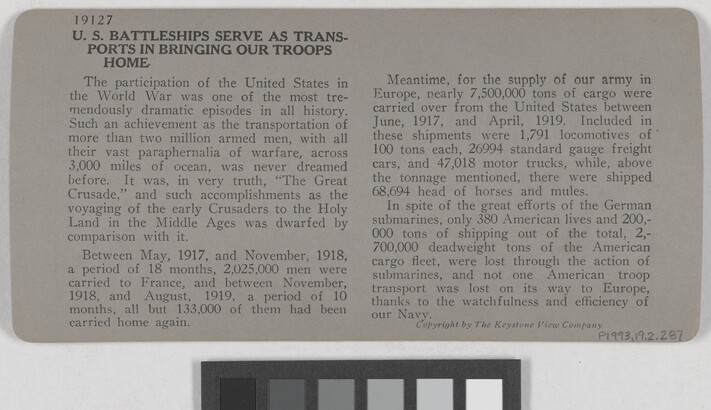 19127
U. S. BATTLESHIPS SERVE AS TRANS-
PORTS IN BRINGING OUR TROOPS
HOME.
The participation of the United States in
the World War was one of the most tre-
mendously dramatic episodes in all history.
Such an achievement as the transportation of
more than two million armed men, with all
their vast paraphernalia of warfare, across
3,000 miles of ocean, was never dreamed
before. It was, in very truth, "The Great
Crusade," and such accomplishments as the
voyaging of the early Crusaders to the Holy
Land in the Middle Ages was dwarfed by
comparison with it.
Between May, 1917, and November, 1918,
a period of 18 months, 2,025,000 men were
carried to France, and between November,
1918, and August, 1919, a period of 10
months, all but 133,000 of them had been
carried home again.
Meantime, for the supply of our army in
Europe, nearly 7,500,000 tons of cargo were
carried over from the United States between
June, 1917, and April, 1919. Included in
these shipments were 1,791 locomotives of
100 tons each, 26994 standard gauge freight
cars, and 47,018 motor trucks, while, above
the tonnage mentioned, there were shipped
68,694 head of horses and mules.
In spite of the great efforts of the German
submarines, only 380 American lives and 200,-
000 tons of shipping out of the total, 2,-
700,000 deadweight tons of the American
cargo fleet, were lost through the action of
submarines, and not one American troop
transport was lost on its way to Europe,
thanks to the watchfulness and efficiency of
our Navy.
Copyright by The Keystone View Company
P1993.19.2.287